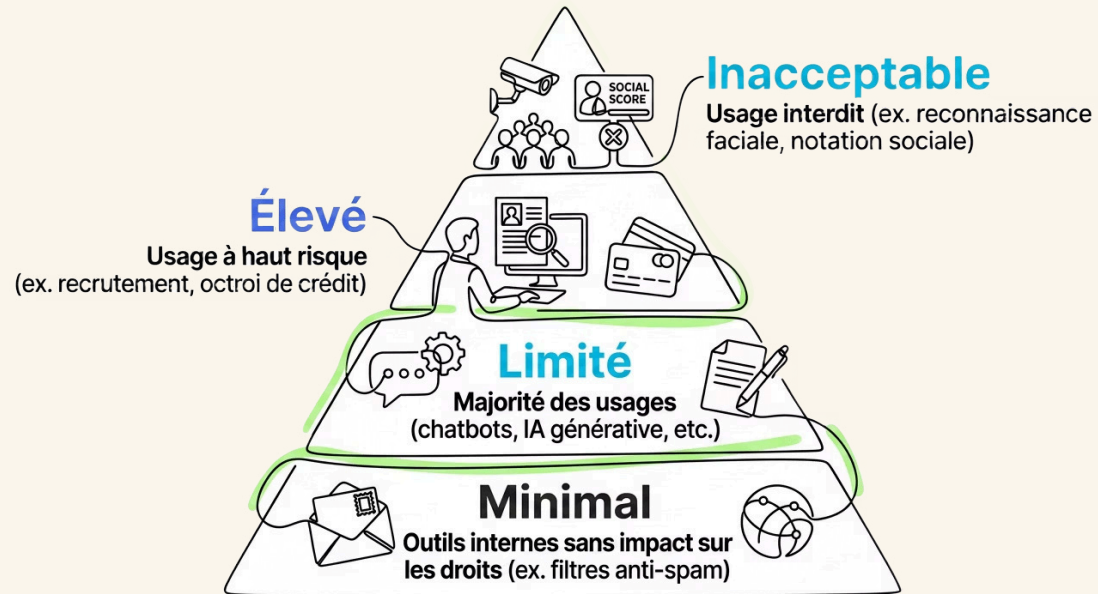 SOCIAL
SCORE
Inacceptable
Usage interdit (ex. reconnaissance
faciale, notation sociale)
Élevé
Usage à haut risque
(ex. recrutement, octroi de crédit)
Limité
Majorité des usages
(chatbots, IA générative, etc.)
Minimal
Outils internes sans impact sur
les droits (ex. filtres anti-spam)